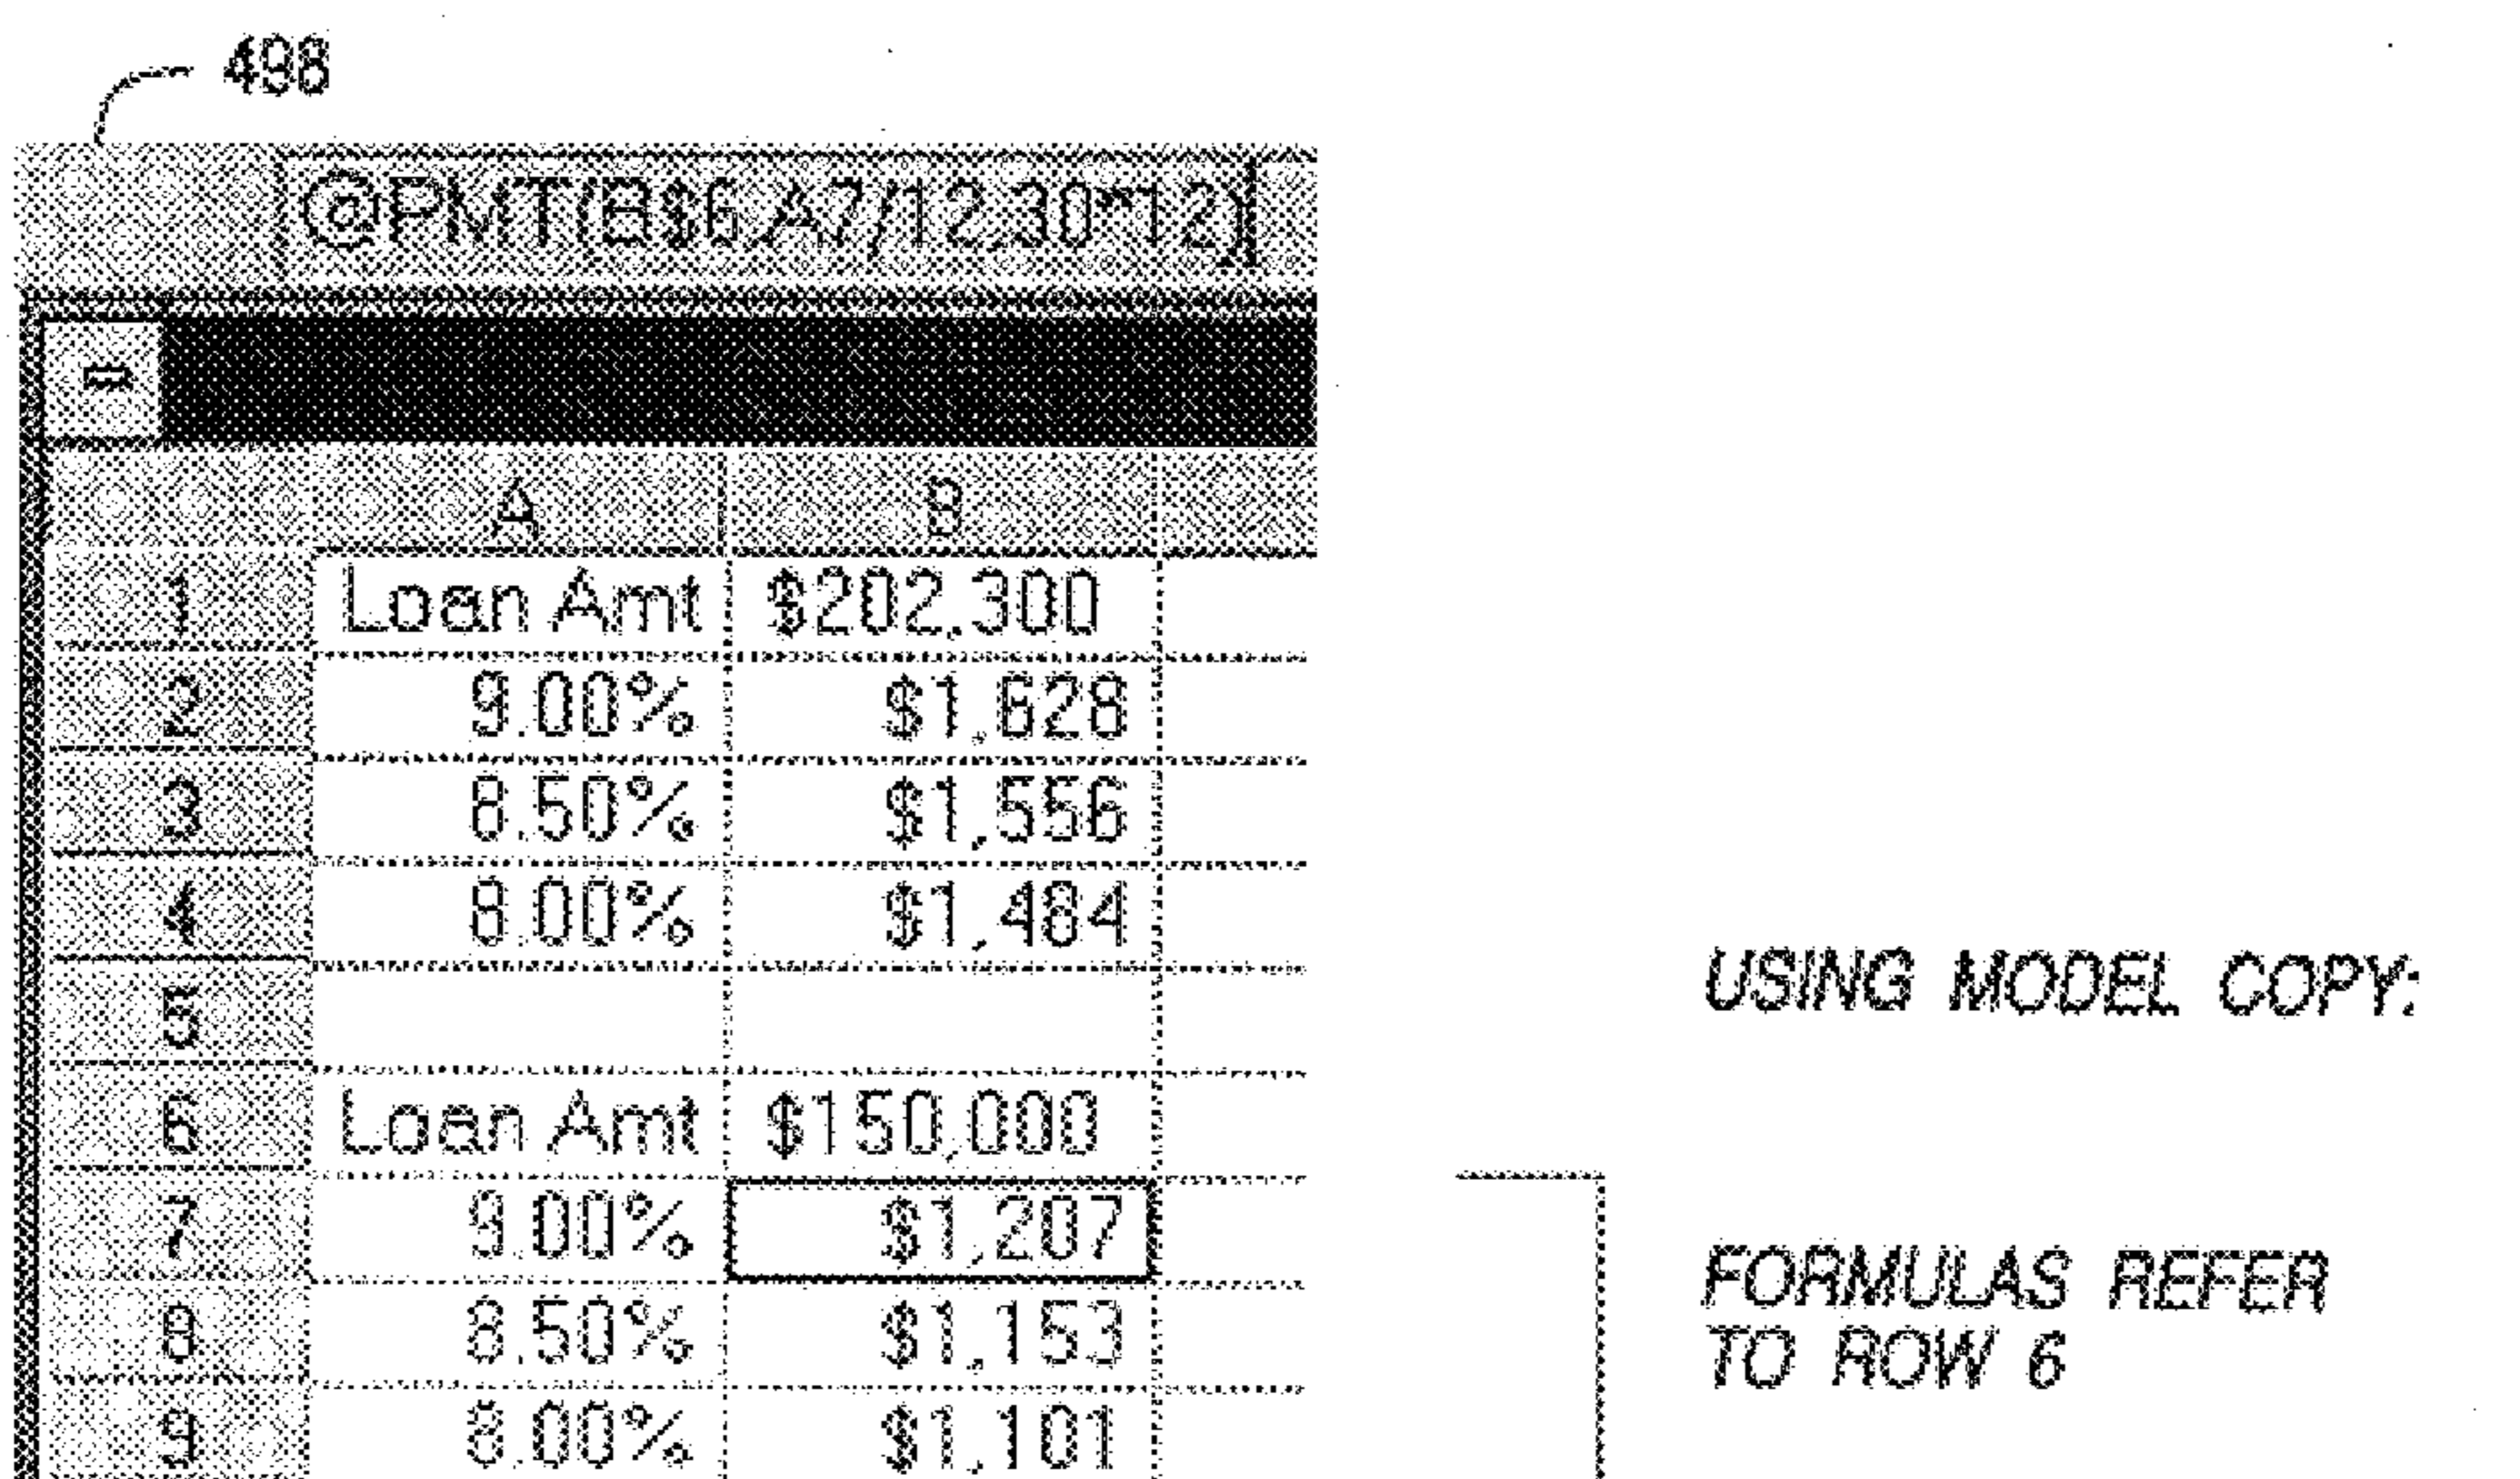 498
@PMT(B$6,A7/12,30*12)
A B
1 Loan Amt $202,300
2 9.00% $1,628
3 8.50% $1,556
4 8.00% $1,484
5
6 Loan Amt $150,000
7 9.00% $1,207
8 8.50% $1,153
9 8.00% $1,101
USING MODEL COPY:
FORMULAS REFER
TO ROW 6